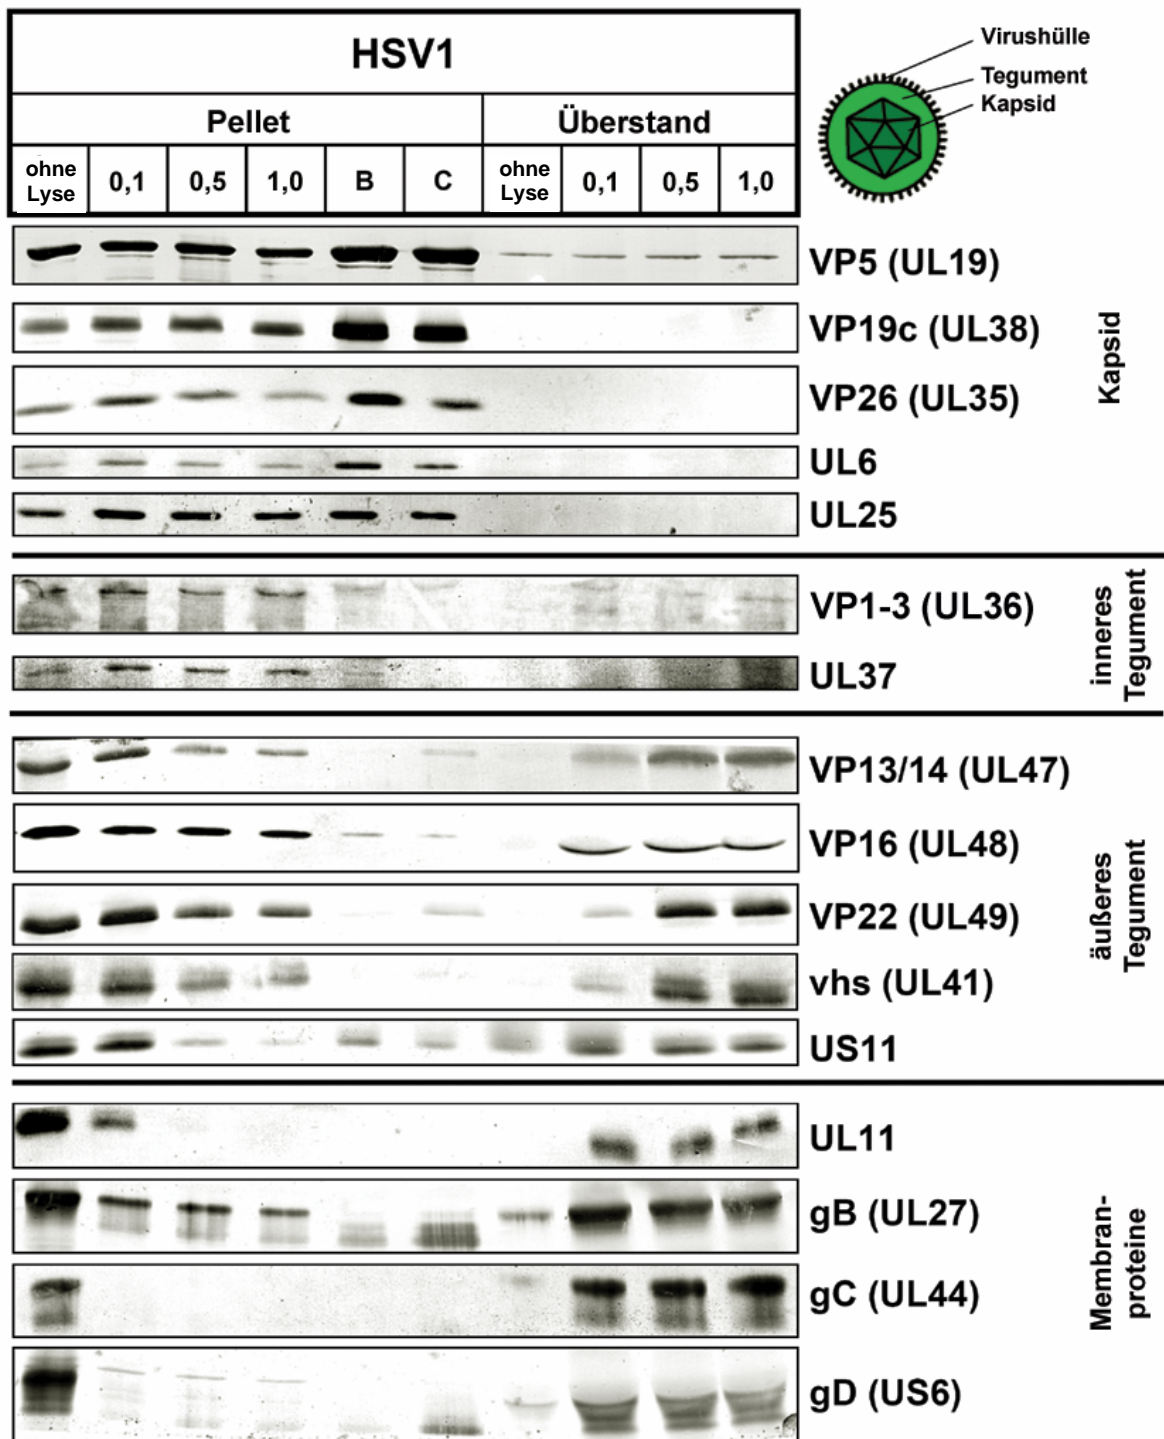 HSV1
Pellet Überstand
ohne Lyse 0,1 0,5 1,0 B C ohne Lyse 0,1 0,5 1,0
Virushülle
Tegument
Kapsid
VP5 (UL19)
VP19c (UL38)
VP26 (UL35)
UL6
UL25
Kapsid
VP1-3 (UL36)
UL37
inneres
Tegument
VP13/14 (UL47)
VP16 (UL48)
VP22 (UL49)
vhs (UL41)
US11
äußeres
Tegument
UL11
gB (UL27)
gC (UL44)
gD (US6)
Membran-
proteine